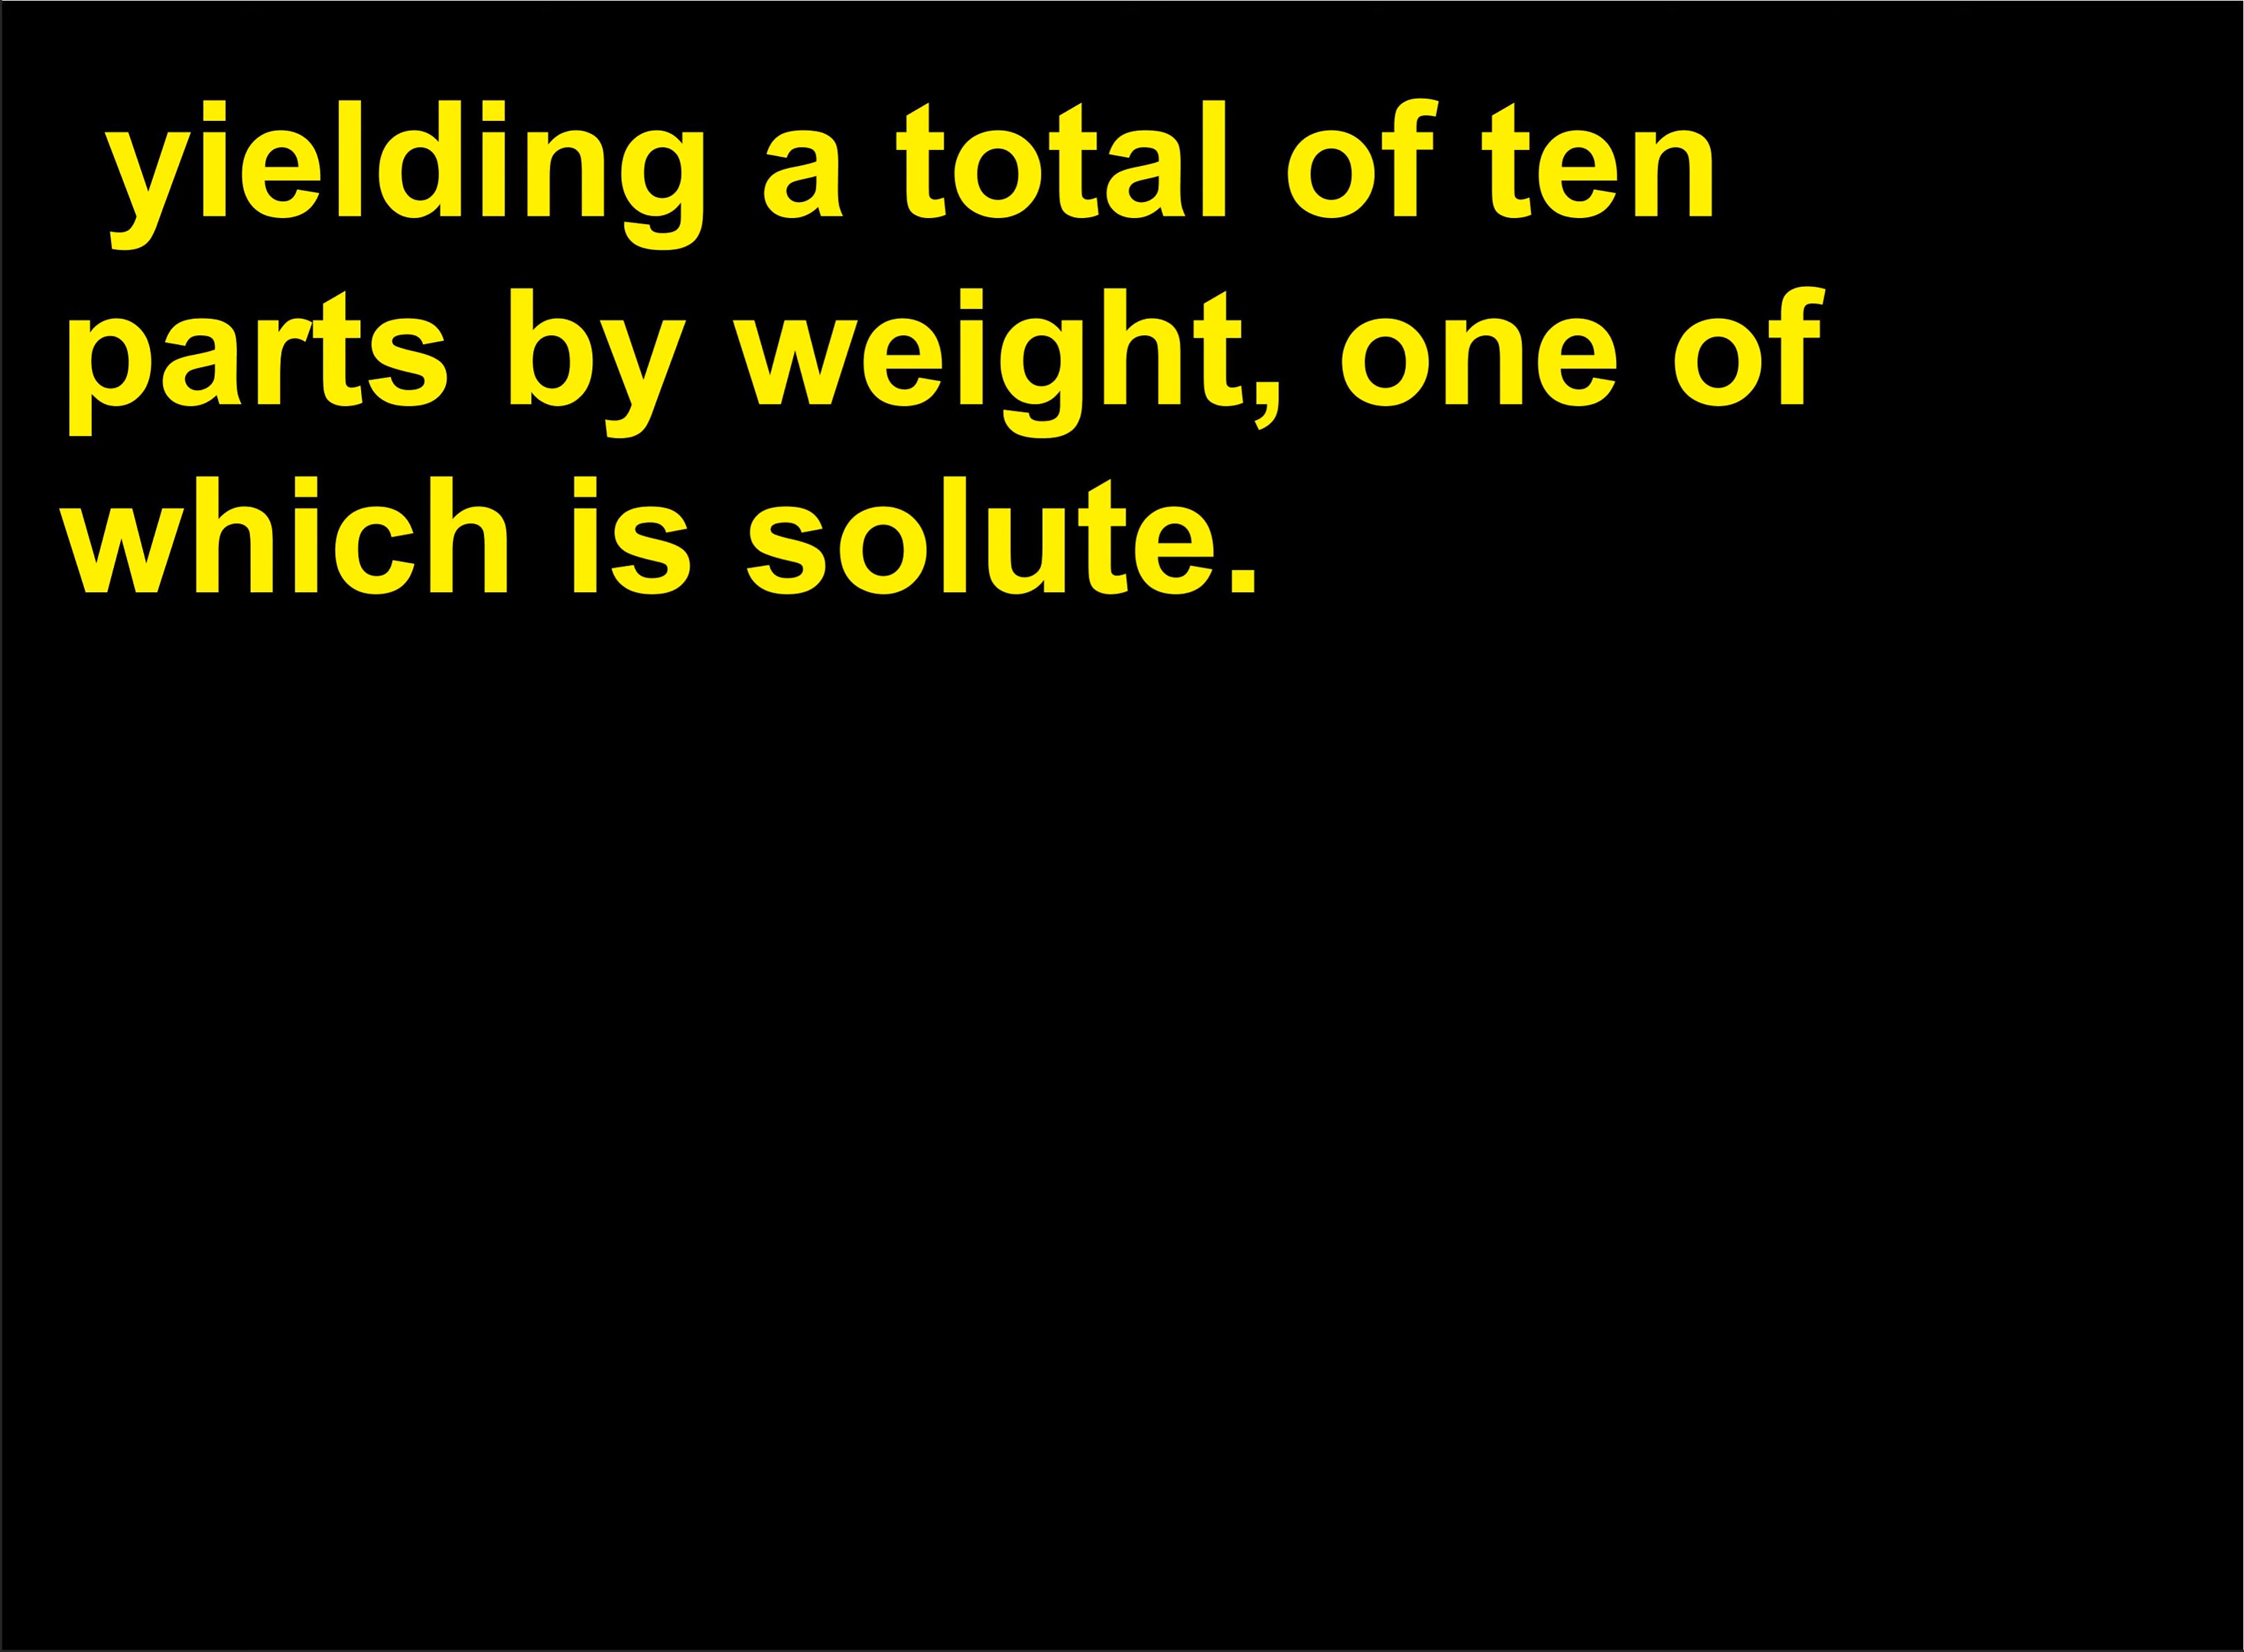 yielding a total of ten
parts by weight, one of
which is solute.